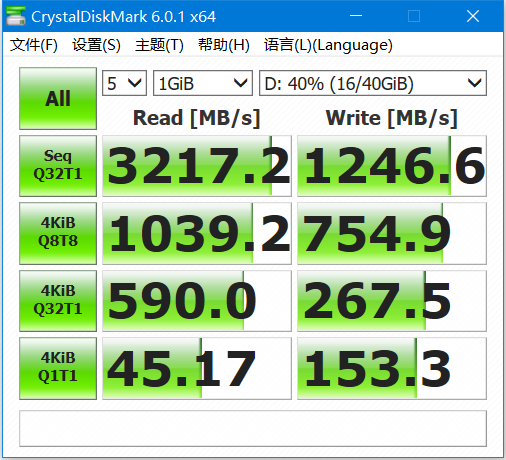 CrystalDiskMark 6.0.1 x64
文件(F) 设置(S) 主题(T) 帮助(H) 语言(L)(Language)
All 5 1GiB D: 40% (16/40GiB)
Read [MB/s] Write [MB/s]
Seq
Q32T1
3217.2 1246.6
4KiB
Q8T8
1039.2 754.9
4KiB
Q32T1
590.0 267.5
4KiB
Q1T1
45.17 153.3